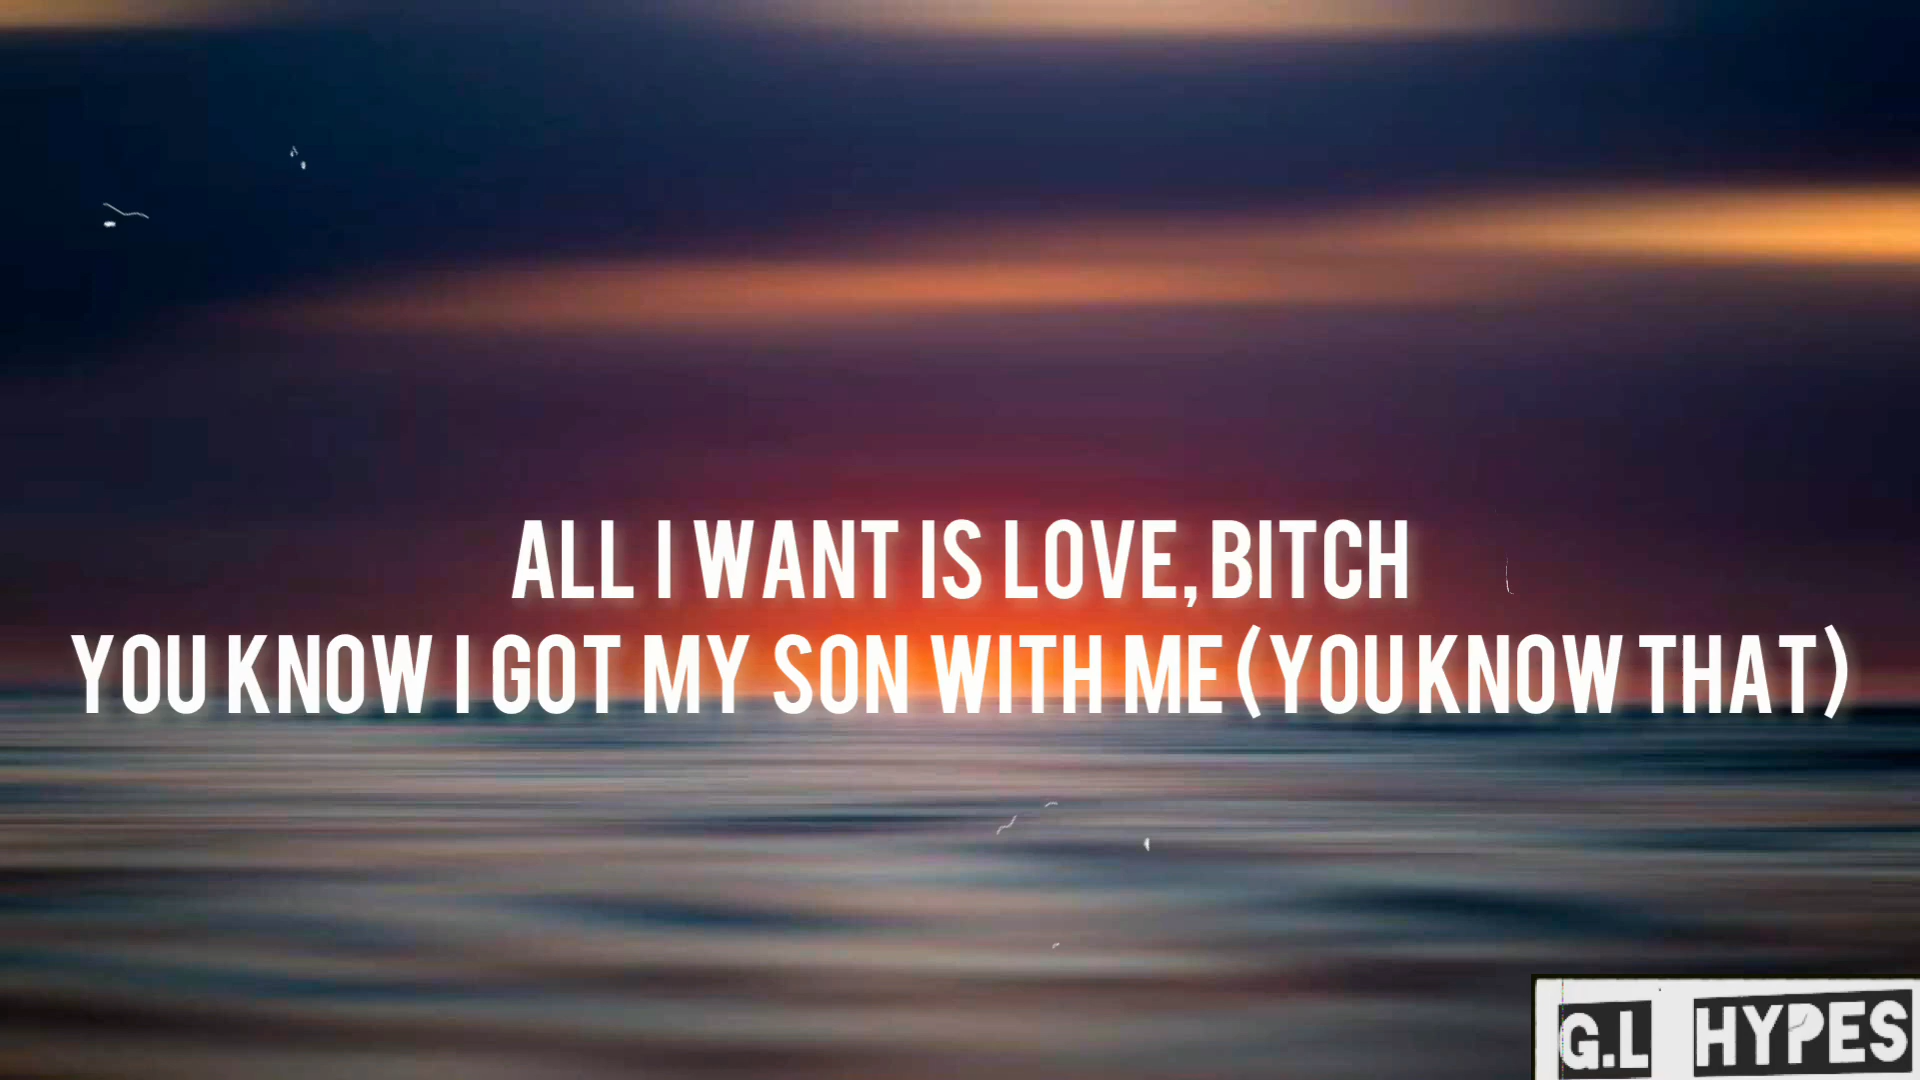 ALL I WANT IS LOVE, BITCH
YOU KNOW I GOT MY SON WITH ME (YOU KNOW THAT)
G.L HYPES